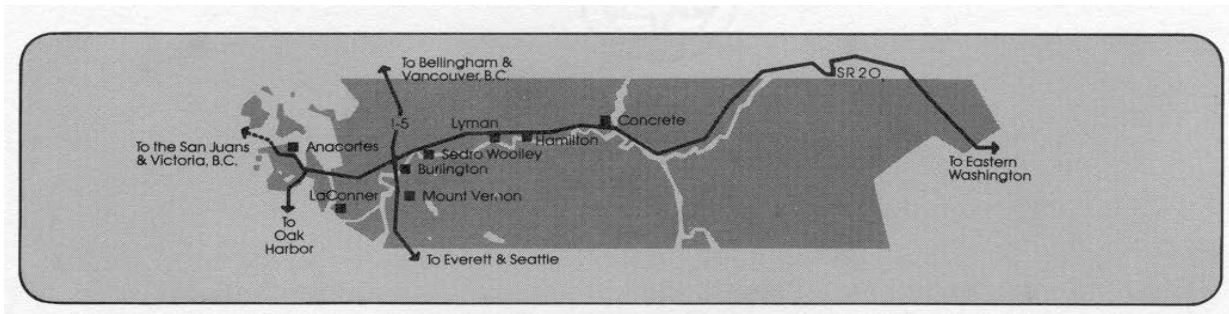 To Bellingham &
Vancouver, B.C.
SR 20
I-5
Lyman
Concrete
Hamilton
To the San Juans
& Victoria, B.C.
Anacortes
Sedro Woolley
Burlington
To Eastern
Washington
LaConner
Mount Vernon
To
Oak
Harbor
To Everett & Seattle